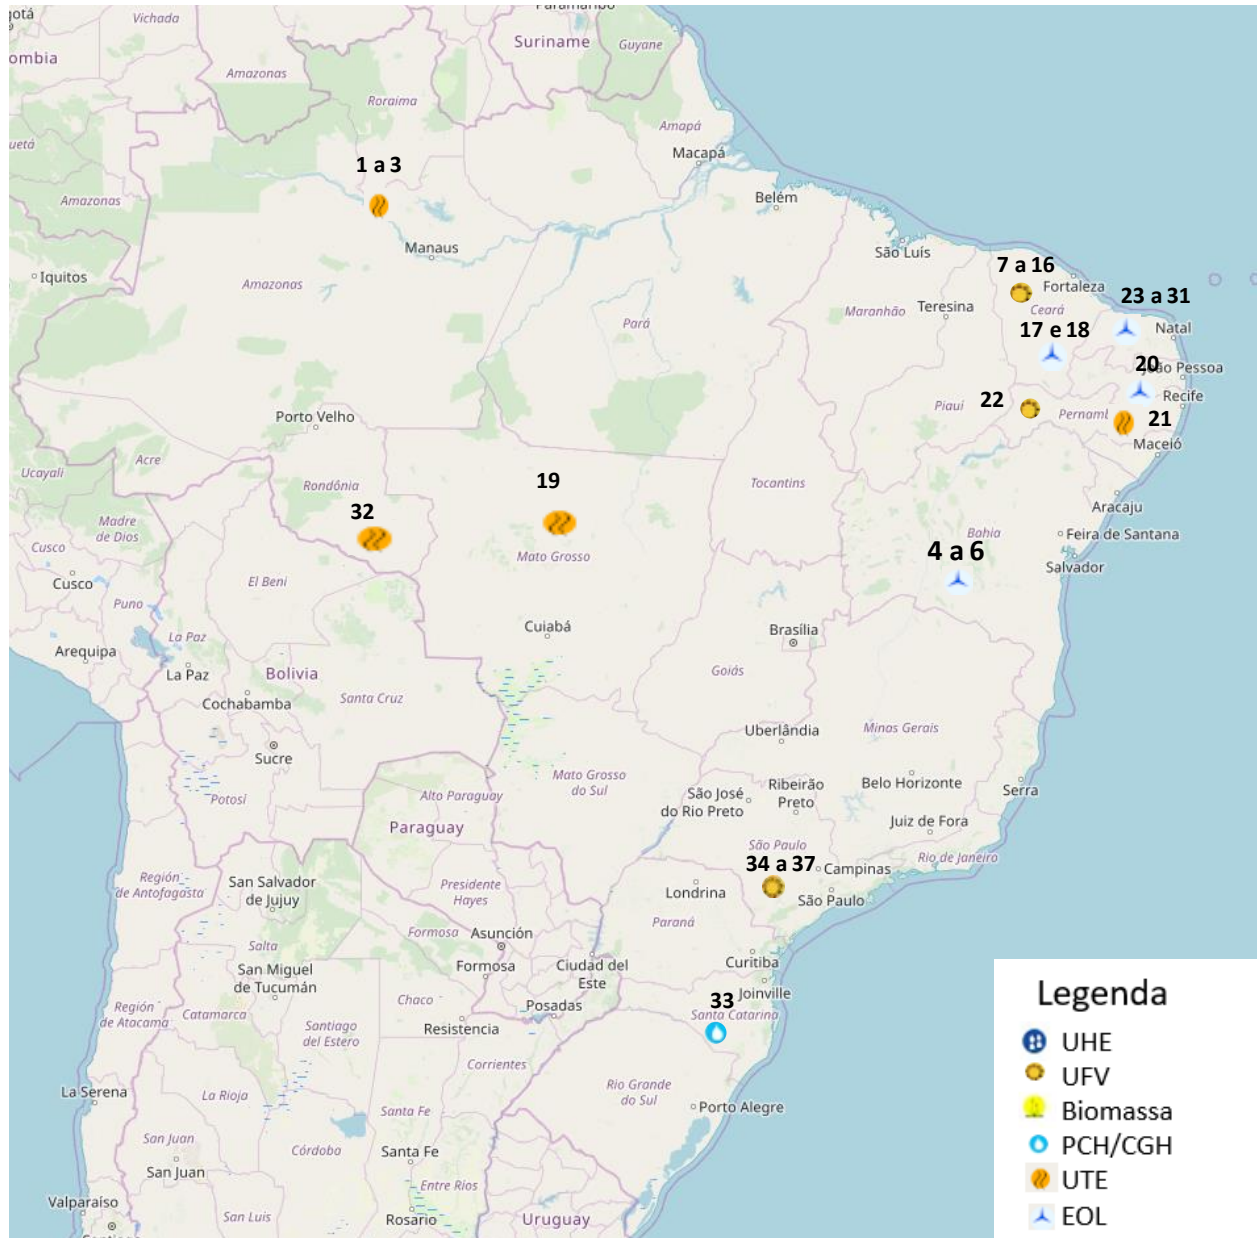 gotá
Vichada
Paramaribo
Suriname
Guyane
ombia
Amazonas
Roraima
Amapá
uetá
Macapá
1 a 3
Amazonas
Belém
Manaus
São Luís
Iquitos
7 a 16
Fortaleza
Amazonas
23 a 31
Ceará
Teresina
Maranhão
Pará
17 e 18
Natal
20
João Pessoa
Recife
22
Piauí
Pernamb
21
Porto Velho
Maceió
Acre
Ucayali
Rondônia
19
Tocantins
Madre
de Dios
32
Aracaju
Bahia
Feira de Santana
Cusco
Mato Grosso
4 a 6
Salvador
Cusco
El Beni
Puno
Cuiabá
Brasília
La Paz
Arequipa
La Paz
Bolivia
Goiás
Cochabamba
Santa Cruz
Uberlândia
Minas Gerais
Sucre
Mato Grosso
do Sul
Ribeirão
Preto
Belo Horizonte
Serra
São José
do Rio Preto
Potosí
Alto Paraguay
Juiz de Fora
Paraguay
São Paulo
Rio de Janeiro
34 a 37
Campinas
Región
de Antofagasta
San Salvador
de Jujuy
Presidente
Hayes
Londrina
São Paulo
Paraná
Formosa
Asunción
Salta
Curitiba
San Miguel
de Tucumán
Formosa
Ciudad del
Este
Joinville
33
Santa Catarina
Región
de Atacama
Catamarca
Chaco
Posadas
Santiago
del Estero
Resistencia
Corrientes
La Serena
La Rioja
Rio Grande
do Sul
Santa Fe
Porto Alegre
San Juan
Córdoba
Santa Fe
San Juan
Entre Ríos
Valparaíso
San Luis
Rosario
Uruguay
Legenda
UHE
UFV
Biomassa
PCH/CGH
UTE
EOL